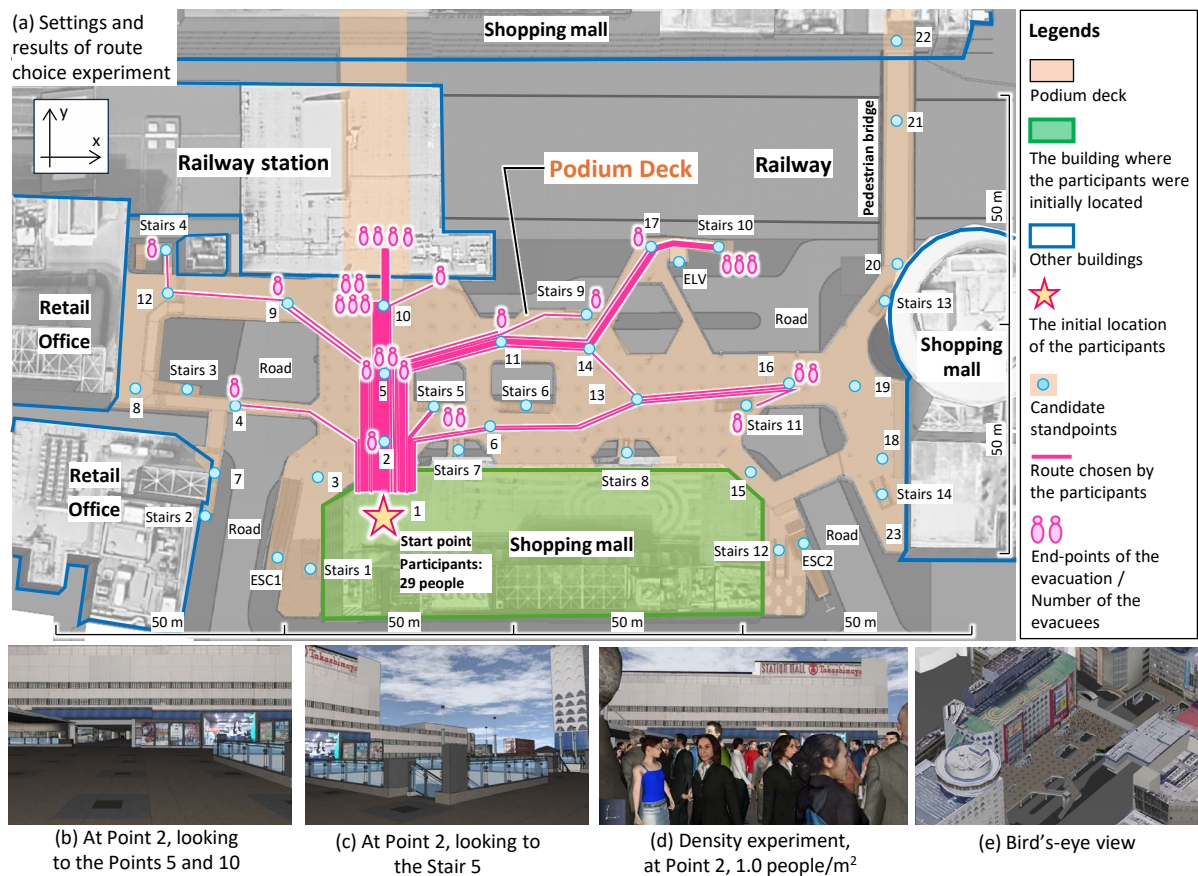 (a) Settings and
results of route
choice experiment
Shopping mall
22
y
x
Railway station
Podium Deck
Railway
Pedestrian bridge
21
50 m
Stairs 4
17
Stairs 10
ELV
20
12
9
10
Stairs 9
Stairs 13
Retail
Office
Road
11
14
Road
Shopping
mall
Stairs 3
Road
5
Stairs 5
Stairs 6
13
16
19
8
4
Stairs 11
2
6
18
50 m
Retail
Office
7
3
Stairs 7
Stairs 8
15
Stairs 14
Stairs 2
Road
1
Start point
Participants:
29 people
Shopping mall
Road
23
ESC1
Stairs 1
Stairs 12
ESC2
50 m
50 m
50 m
50 m
Legends
Podium deck
The building where
the participants were
initially located
Other buildings
The initial location
of the participants
Candidate
standpoints
Route chosen by
the participants
End-points of the
evacuation /
Number of the
evacuees
Takashimaya
STATION MALL Takashimaya
(b) At Point 2, looking
to the Points 5 and 10
(c) At Point 2, looking to
the Stair 5
(d) Density experiment,
at Point 2, 1.0 people/m²
(e) Bird's-eye view